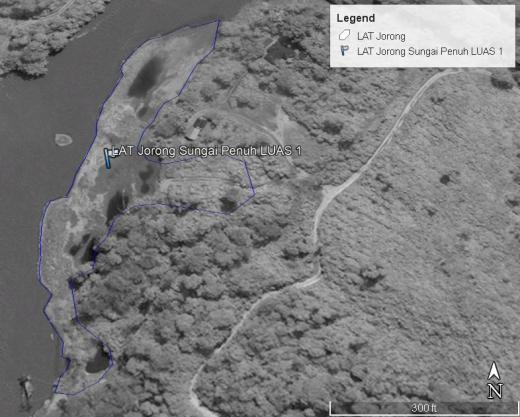 Legend
LAT Jorong
LAT Jorong Sungai Penuh LUAS 1
LAT Jorong Sungai Penuh LUAS 1
N
300 ft